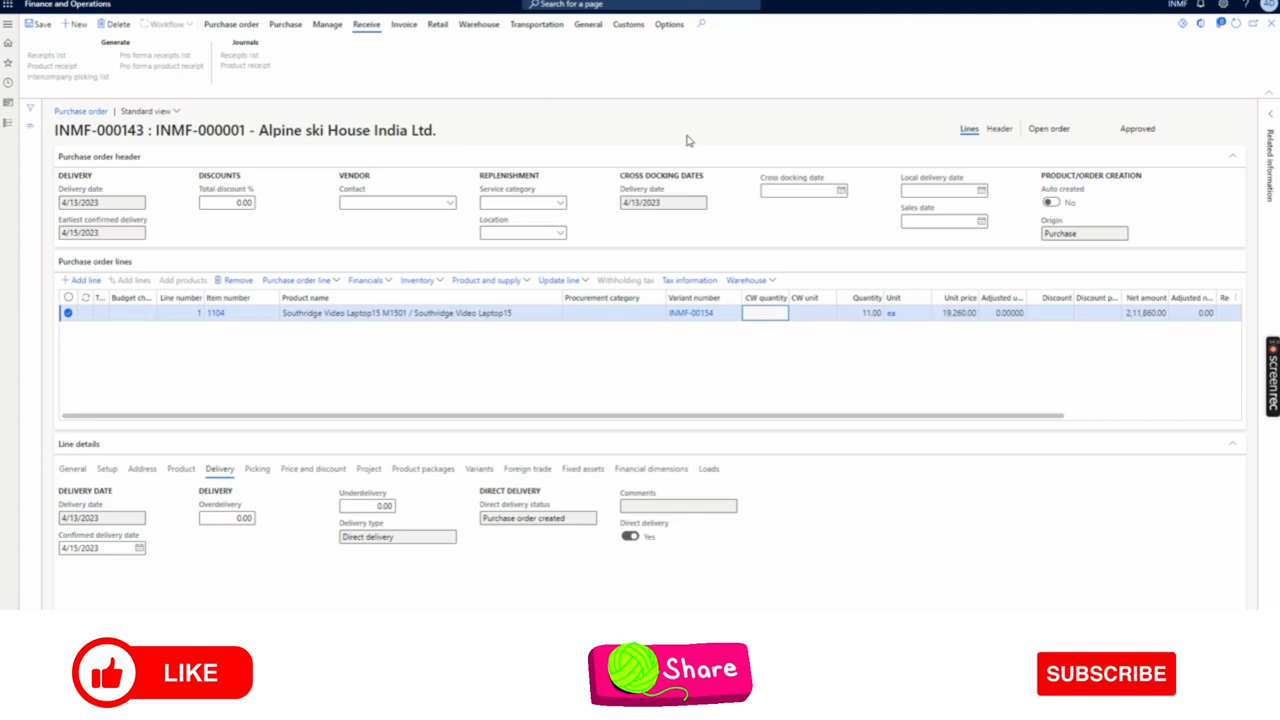 Finance and Operations
Search for a page
INMF
? AD
Save New Delete Workflow Purchase order Purchase Manage Receive Invoice Retail Warehouse Transportation General Customs Options
Generate Journals
Receipts list Pro forma receipts list Receipts list
Product receipt Pro forma product receipt Product receipt
Intercompany picking list
Purchase order | Standard view
INMF-000143 : INMF-000001 - Alpine ski House India Ltd.
Lines Header Open order Approved
Related information
Purchase order header
DELIVERY DISCOUNTS VENDOR REPLENISHMENT CROSS DOCKING DATES Cross docking date Local delivery date PRODUCT/ORDER CREATION
Delivery date Total discount % Contact Service category Delivery date Auto created
4/13/2023 0.00 4/13/2023 No
Earliest confirmed delivery Location Sales date Origin
4/15/2023 Purchase
Purchase order lines
+ Add line Add lines Add products Remove Purchase order line Financials Inventory Product and supply Update line Withholding tax Tax information Warehouse
T... Budget ch... Line number Item number Product name Procurement category Variant number CW quantity CW unit Quantity Unit Unit price Adjusted u... Discount Discount p... Net amount Adjusted n... Re
1 1104 Southridge Video Laptop15 M1501 / Southridge Video Laptop15 INMF-00154 11.00 ea 19,260.00 0.00000 2,11,860.00 0.00
screenrec
Line details
General Setup Address Product Delivery Picking Price and discount Project Product packages Variants Foreign trade Fixed assets Financial dimensions Loads
DELIVERY DATE DELIVERY Underdelivery DIRECT DELIVERY Comments
Delivery date Overdelivery 0.00 Direct delivery status
4/13/2023 0.00 Delivery type Purchase order created Direct delivery
Confirmed delivery date Direct delivery Yes
4/15/2023
LIKE
Share
SUBSCRIBE